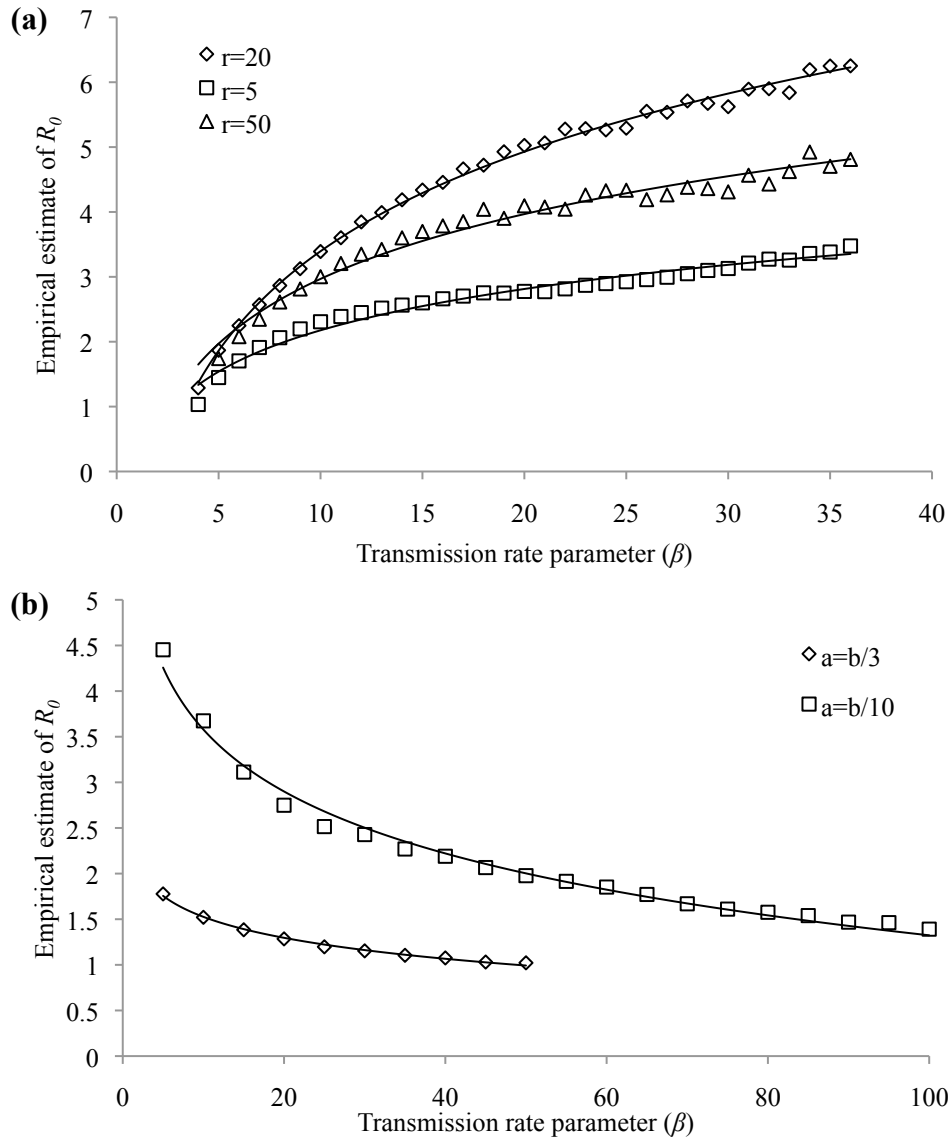 (a)
7
6
5
4
3
2
1
0
Empirical estimate of R0
r=20
r=5
r=50
0 5 10 15 20 25 30 35 40
Transmission rate parameter (β)
(b)
5
4.5
4
3.5
3
2.5
2
1.5
1
0.5
0
Empirical estimate of R0
a=b/3
a=b/10
0 20 40 60 80 100
Transmission rate parameter (β)